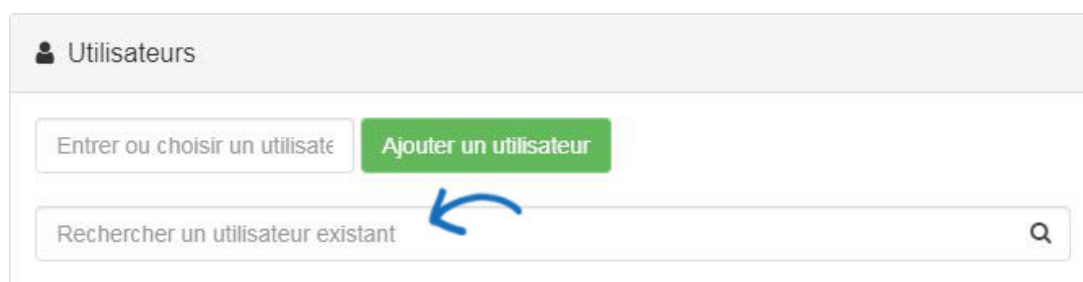 Utilisateurs
Entrer ou choisir un utilisate Ajouter un utilisateur
Rechercher un utilisateur existant